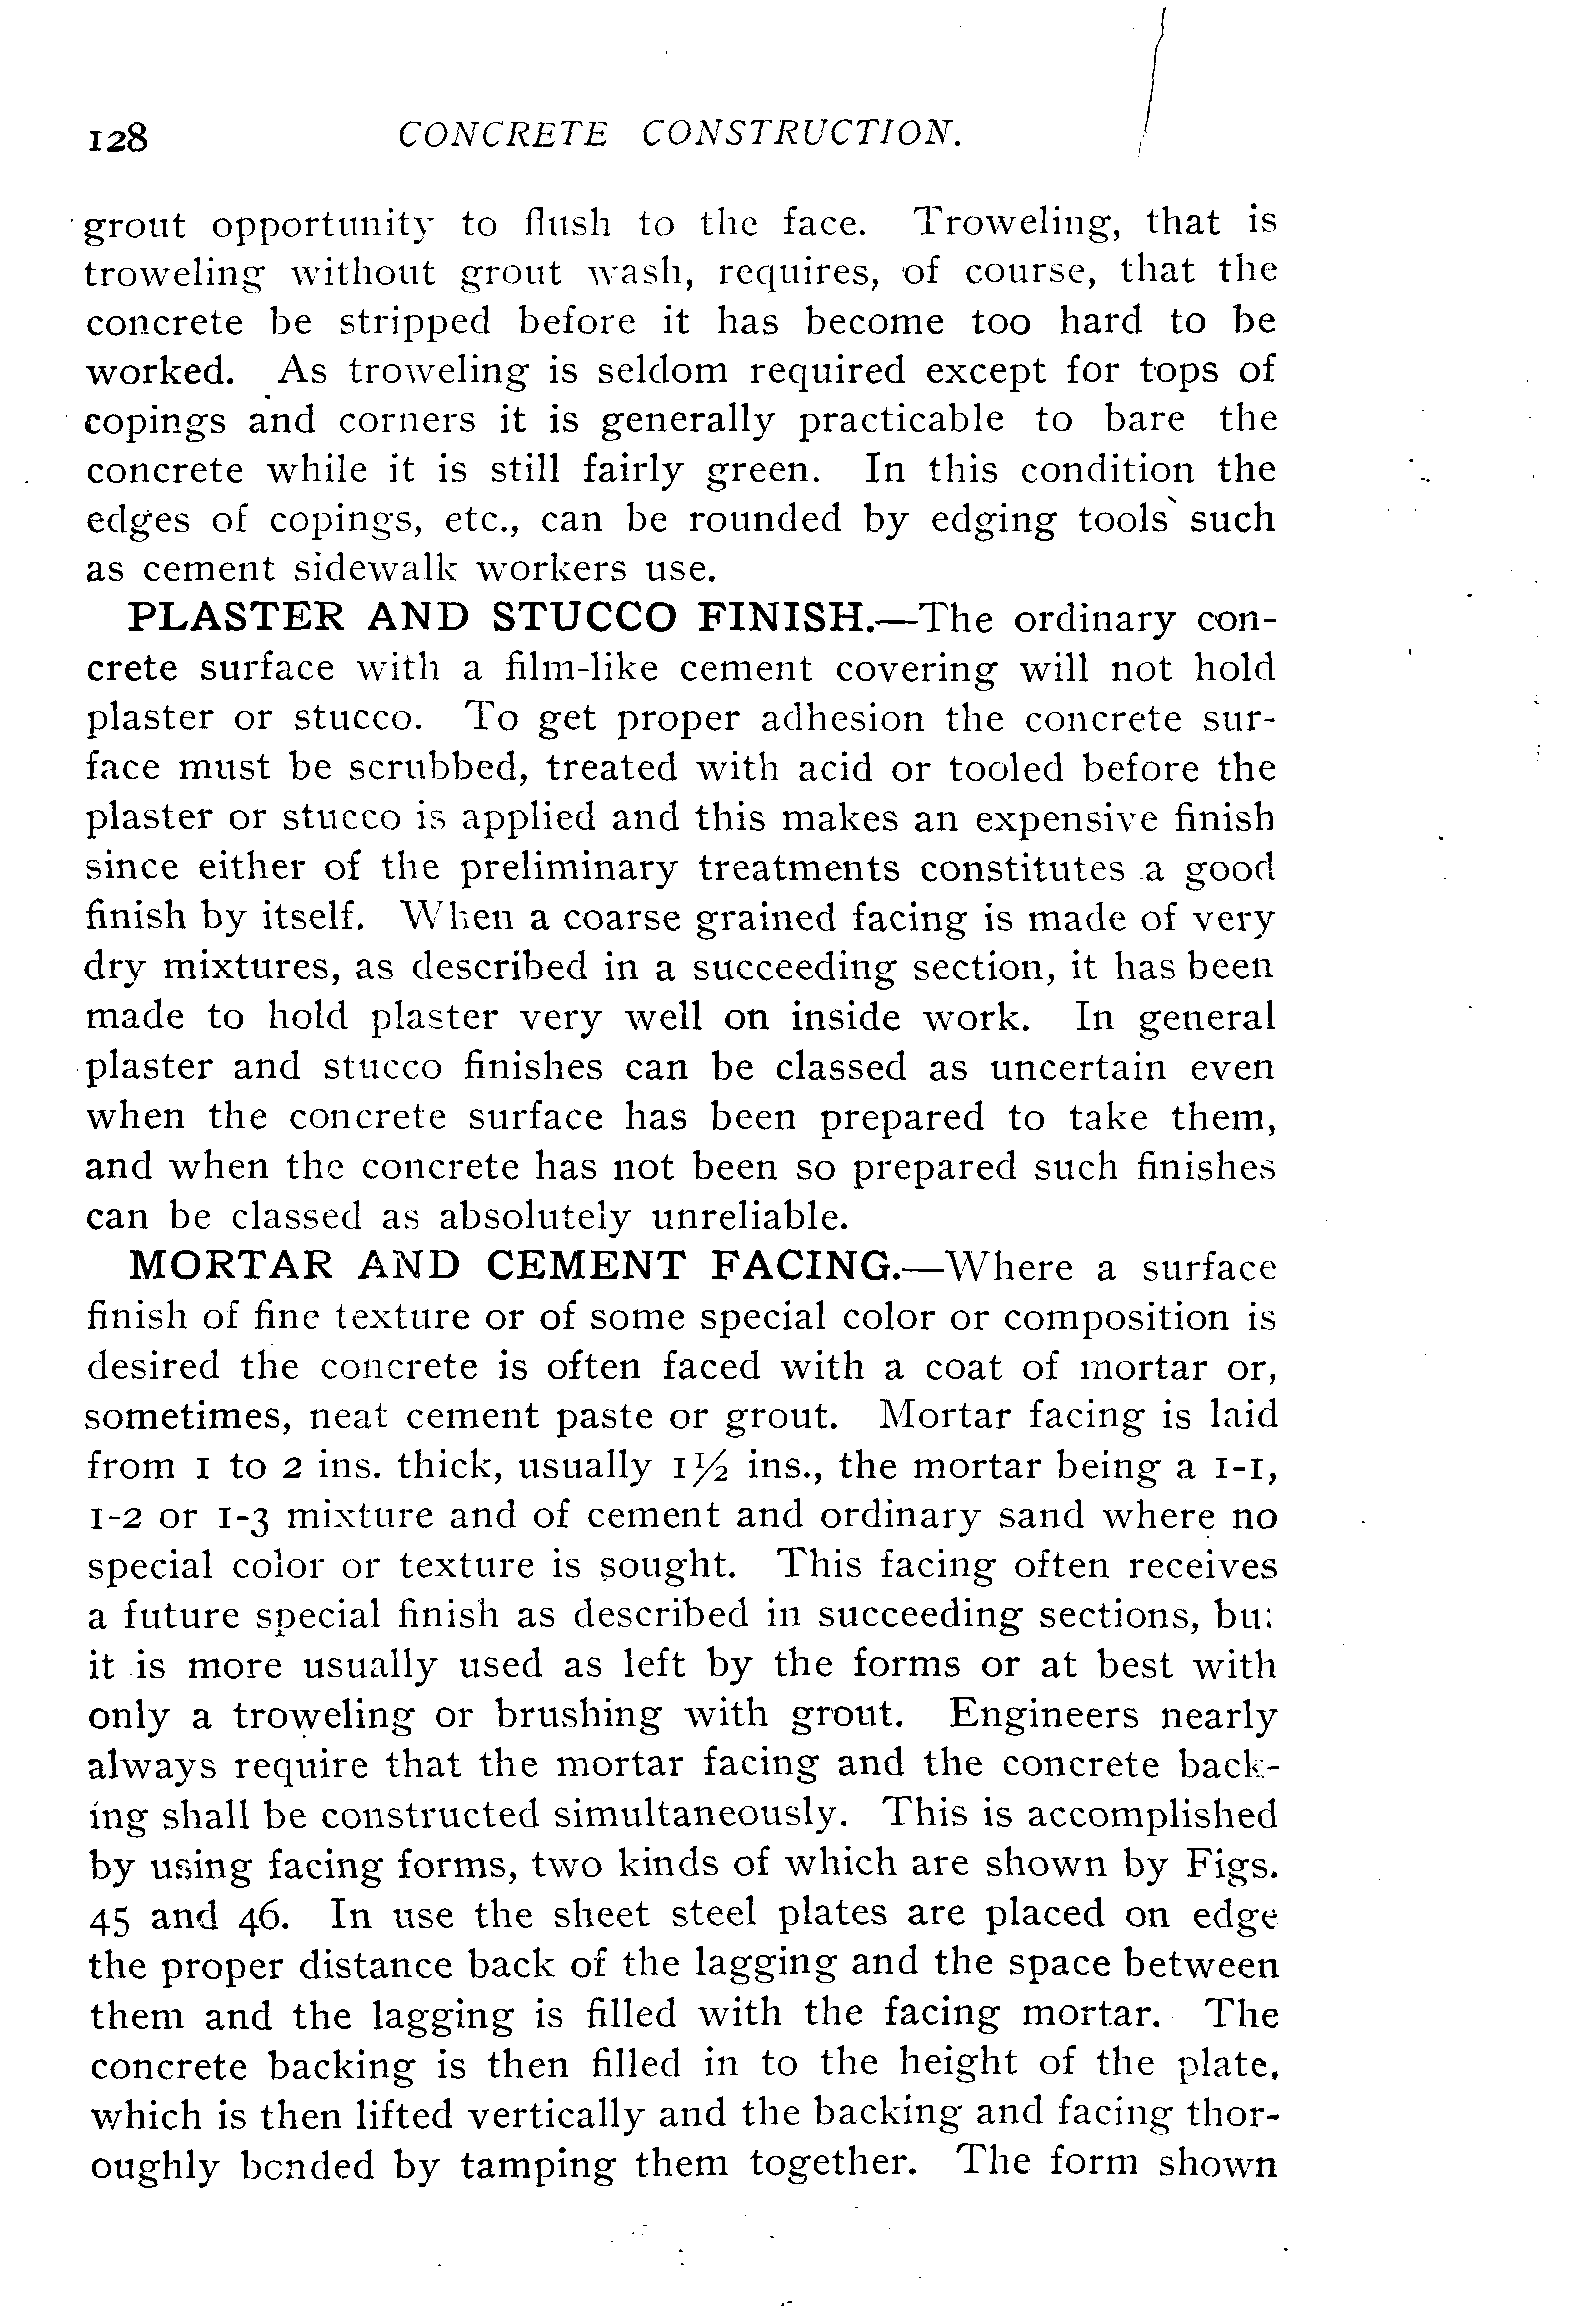 128 CONCRETE CONSTRUCTION.
grout opportunity to flush to the face. Troweling, that is
troweling without grout wash, requires, of course, that the
concrete be stripped before it has become too hard to be
worked. As troweling is seldom required except for tops of
copings and corners it is generally practicable to bare the
concrete while it is still fairly green. In this condition the
edges of copings, etc., can be rounded by edging tools such
as cement sidewalk workers use.
PLASTER AND STUCCO FINISH.—The ordinary con-
crete surface with a film-like cement covering will not hold
plaster or stucco. To get proper adhesion the concrete sur-
face must be scrubbed, treated with acid or tooled before the
plaster or stucco is applied and this makes an expensive finish
since either of the preliminary treatments constitutes a good
finish by itself. When a coarse grained facing is made of very
dry mixtures, as described in a succeeding section, it has been
made to hold plaster very well on inside work. In general
plaster and stucco finishes can be classed as uncertain even
when the concrete surface has been prepared to take them,
and when the concrete has not been so prepared such finishes
can be classed as absolutely unreliable.
MORTAR AND CEMENT FACING.—Where a surface
finish of fine texture or of some special color or composition is
desired the concrete is often faced with a coat of mortar or,
sometimes, neat cement paste or grout. Mortar facing is laid
from 1 to 2 ins. thick, usually 1½ ins., the mortar being a 1-1,
1-2 or 1-3 mixture and of cement and ordinary sand where no
special color or texture is sought. This facing often receives
a future special finish as described in succeeding sections, but
it is more usually used as left by the forms or at best with
only a troweling or brushing with grout. Engineers nearly
always require that the mortar facing and the concrete back-
ing shall be constructed simultaneously. This is accomplished
by using facing forms, two kinds of which are shown by Figs.
45 and 46. In use the sheet steel plates are placed on edge
the proper distance back of the lagging and the space between
them and the lagging is filled with the facing mortar. The
concrete backing is then filled in to the height of the plate,
which is then lifted vertically and the backing and facing thor-
oughly bonded by tamping them together. The form shown